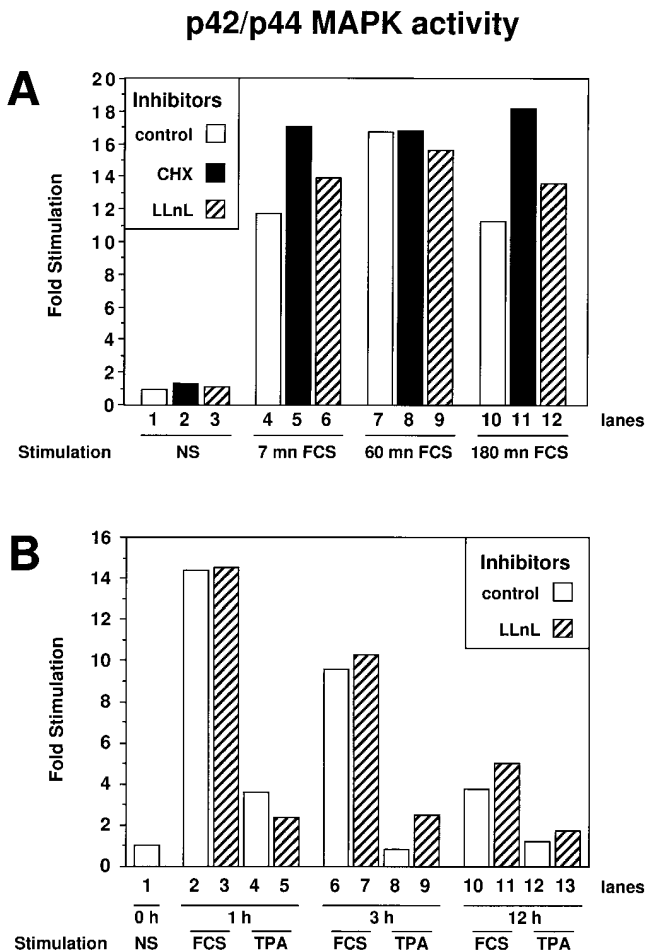 p42/p44 MAPK activity
A
Fold Stimulation
20
18
16
14
12
10
8
6
4
2
0
Inhibitors
control
CHX
LLnL
1 2 3 4 5 6 7 8 9 10 11 12 lanes
Stimulation NS 7 mn FCS 60 mn FCS 180 mn FCS
B
Fold Stimulation
16
14
12
10
8
6
4
2
0
Inhibitors
control
LLnL
1 2 3 4 5 6 7 8 9 10 11 12 13 lanes
0 h 1 h 3 h 12 h
Stimulation NS FCS TPA FCS TPA FCS TPA